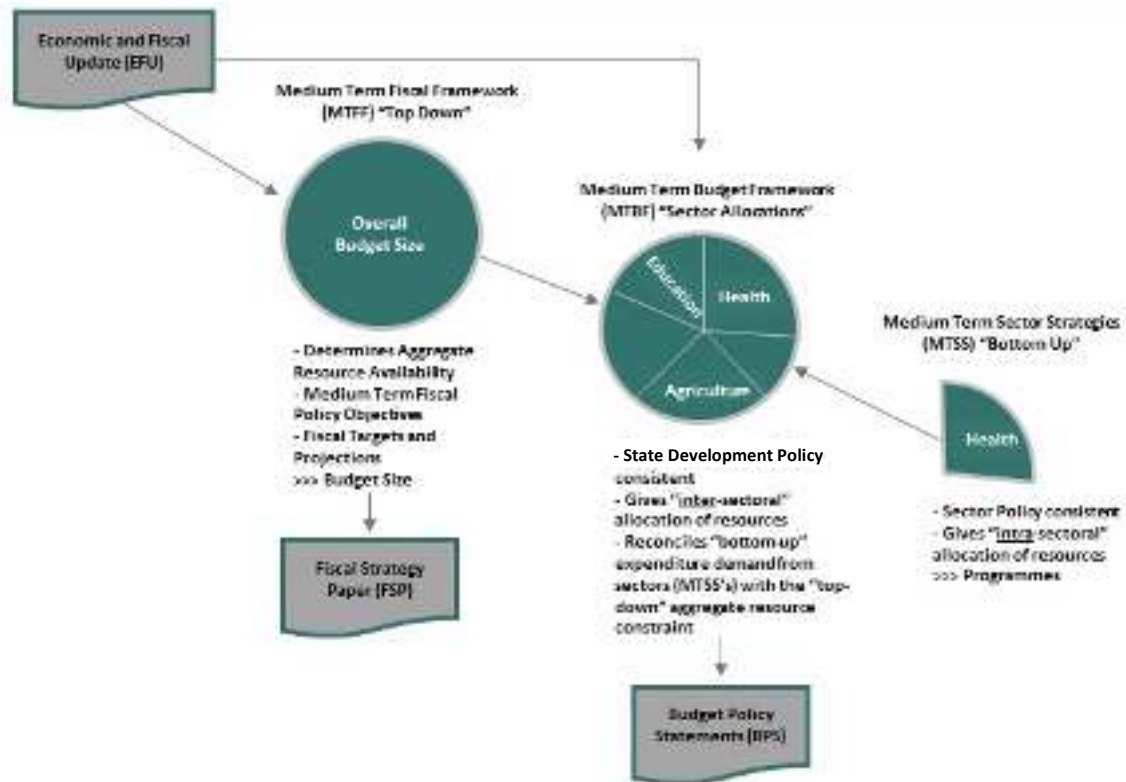 Economic and Fiscal
Update (EFU)
Medium Term Fiscal Framework
(MTFF) "Top Down"
Overall
Budget Size
- Determines Aggregate
Resource Availability
- Medium Term Fiscal
Policy Objectives
- Fiscal Targets and
Projections
>>> Budget Size
Fiscal Strategy
Paper (FSP)
Medium Term Budget Framework
(MTBF) "Sector Allocations"
Education
Health
Agriculture
- State Development Policy
consistent
- Gives "inter-sectoral"
allocation of resources
- Reconciles "bottom-up"
expenditure demand from
sectors (MTSS's) with the "top-
down" aggregate resource
constraint
Budget Policy
Statements (BPS)
Medium Term Sector Strategies
(MTSS) "Bottom Up"
Health
- Sector Policy consistent
- Gives "intra-sectoral"
allocation of resources
>>> Programmes